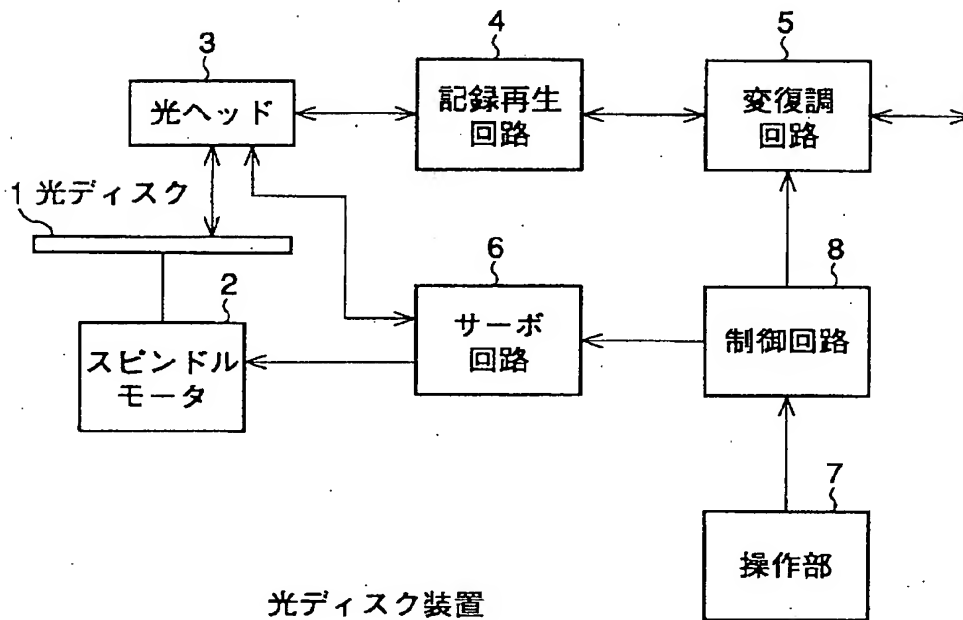 3
光ヘッド
4
記録再生
回路
5
変復調
回路
1 光ディスク
2
スピンドル
モータ
6
サーボ
回路
8
制御回路
7
操作部
光ディスク装置